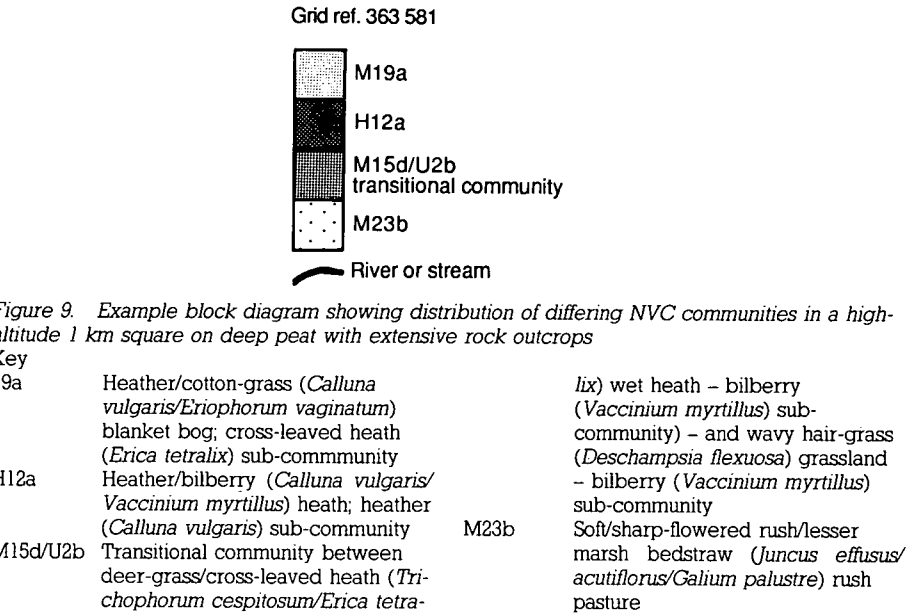 Grid ref. 363 581
M19a
H12a
M15d/U2b
transitional community
M23b
River or stream
Figure 9. Example block diagram showing distribution of differing NVC communities in a high-
altitude 1 km square on deep peat with extensive rock outcrops
Key
19a Heather/cotton-grass (Calluna
vulgaris/Eriophorum vaginatum)
blanket bog; cross-leaved heath
(Erica tetralix) sub-commmunity
H12a Heather/bilberry (Calluna vulgaris/
Vaccinium myrtillus) heath; heather
(Calluna vulgaris) sub-community
M15d/U2b Transitional community between
deer-grass/cross-leaved heath (Tri-
chophorum cespitosum/Erica tetra-
lix) wet heath – bilberry
(Vaccinium myrtillus) sub-
community) – and wavy hair-grass
(Deschampsia flexuosa) grassland
– bilberry (Vaccinium myrtillus)
sub-community
M23b Soft/sharp-flowered rush/lesser
marsh bedstraw (Juncus effusus/
acutiflorus/Galium palustre) rush
pasture